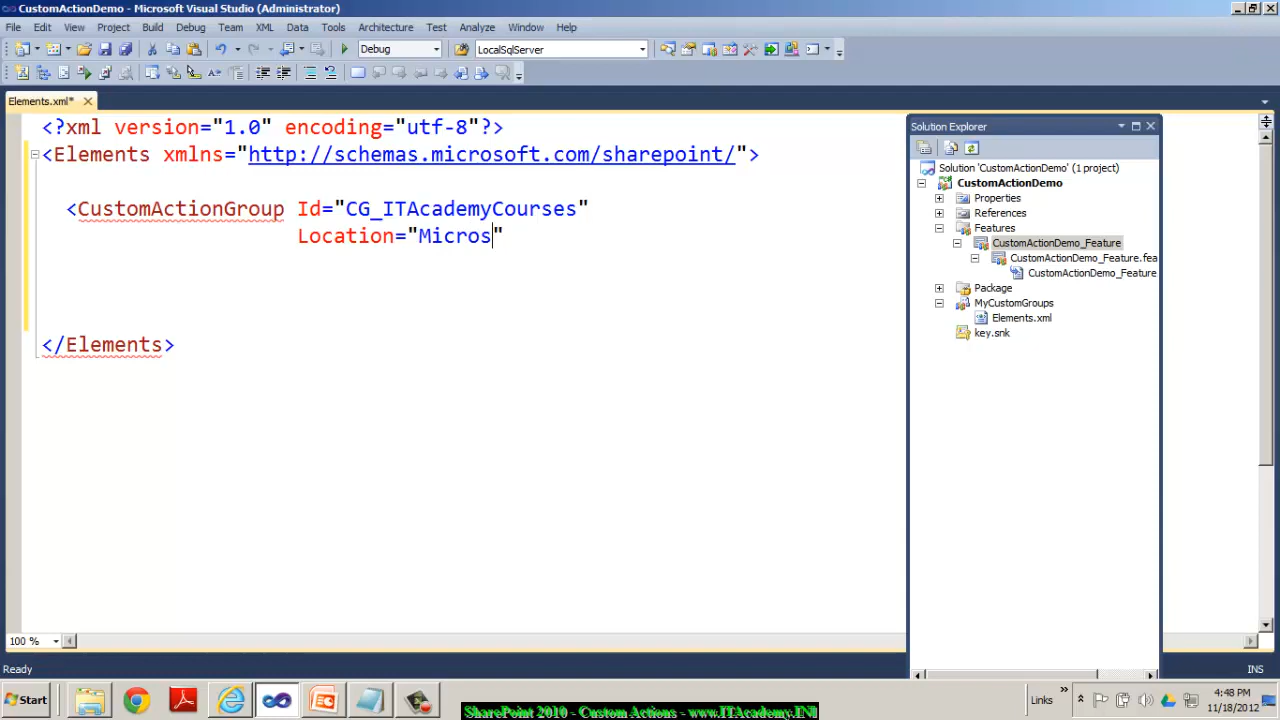 CustomActionDemo - Microsoft Visual Studio (Administrator)
File Edit View Project Build Debug Team XML Data Tools Architecture Test Analyze Window Help
Debug LocalSqlServer
Elements.xml*
<?xml version="1.0" encoding="utf-8"?>
<Elements xmlns="http://schemas.microsoft.com/sharepoint/">
<CustomActionGroup Id="CG_ITAcademyCourses"
Location="Micros"
</Elements>
Solution Explorer
Solution 'CustomActionDemo' (1 project)
CustomActionDemo
Properties
References
Features
CustomActionDemo_Feature
CustomActionDemo_Feature.fea
CustomActionDemo_Feature
Package
MyCustomGroups
Elements.xml
key.snk
100 %
Ready INS
Start Links » 4:48 PM
11/18/2012
SharePoint 2010 - Custom Actions - www.ITAcademy.INFO